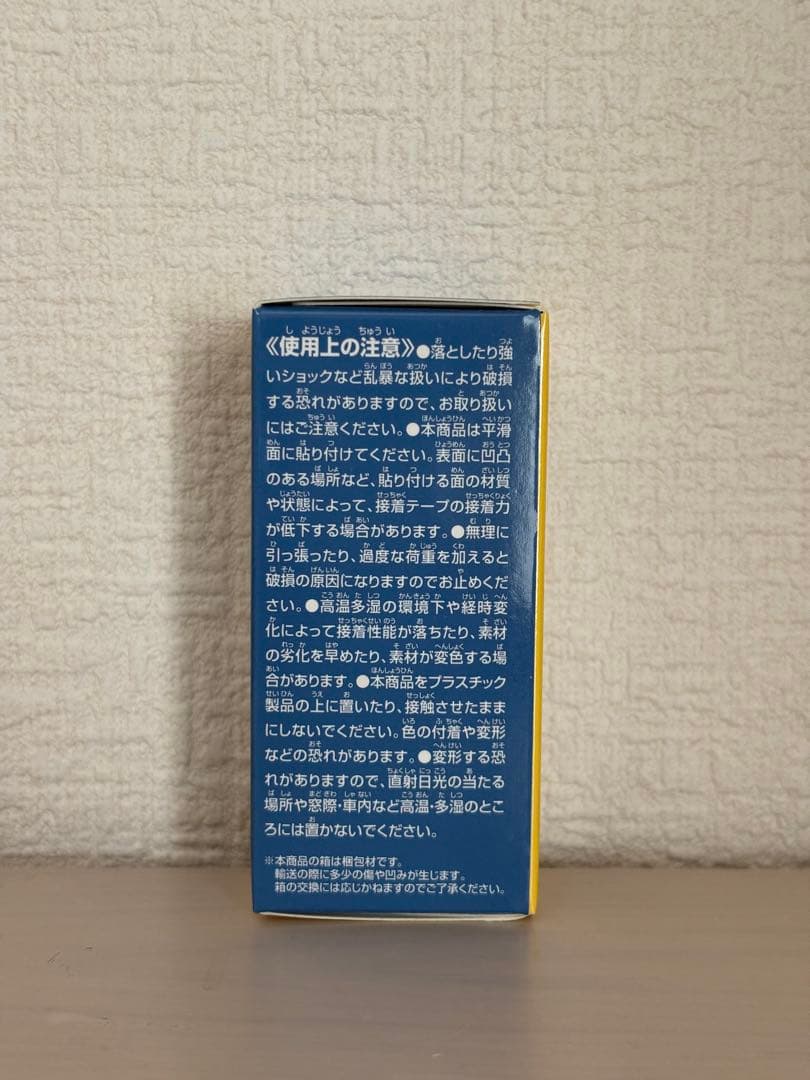 《使用上の注意》●落としたり強
いショックなど乱暴な扱いにより破損
する恐れがありますので、お取り扱い
にはご注意ください。●本商品は平滑
面に貼り付けてください。表面に凹凸
のある場所など、貼り付ける面の材質
や状態によって、接着テープの接着力
が低下する場合があります。●無理に
引っ張ったり、過度な荷重を加えると
破損の原因になりますのでお止めくだ
さい。●高温多湿の環境下や経時変
化によって接着性能が落ちたり、素材
の劣化を早めたり、素材が変色する場
合があります。●本商品をプラスチック
製品の上に置いたり、接触させたまま
にしないでください。色の付着や変形
などの恐れがあります。●変形する恐
れがありますので、直射日光の当たる
場所や窓際・車内など高温・多湿のとこ
ろには置かないでください。
※本商品の箱は梱包材です。
輸送の際に多少の傷や凹みが生じます。
箱の交換には応じかねますのでご了承ください。